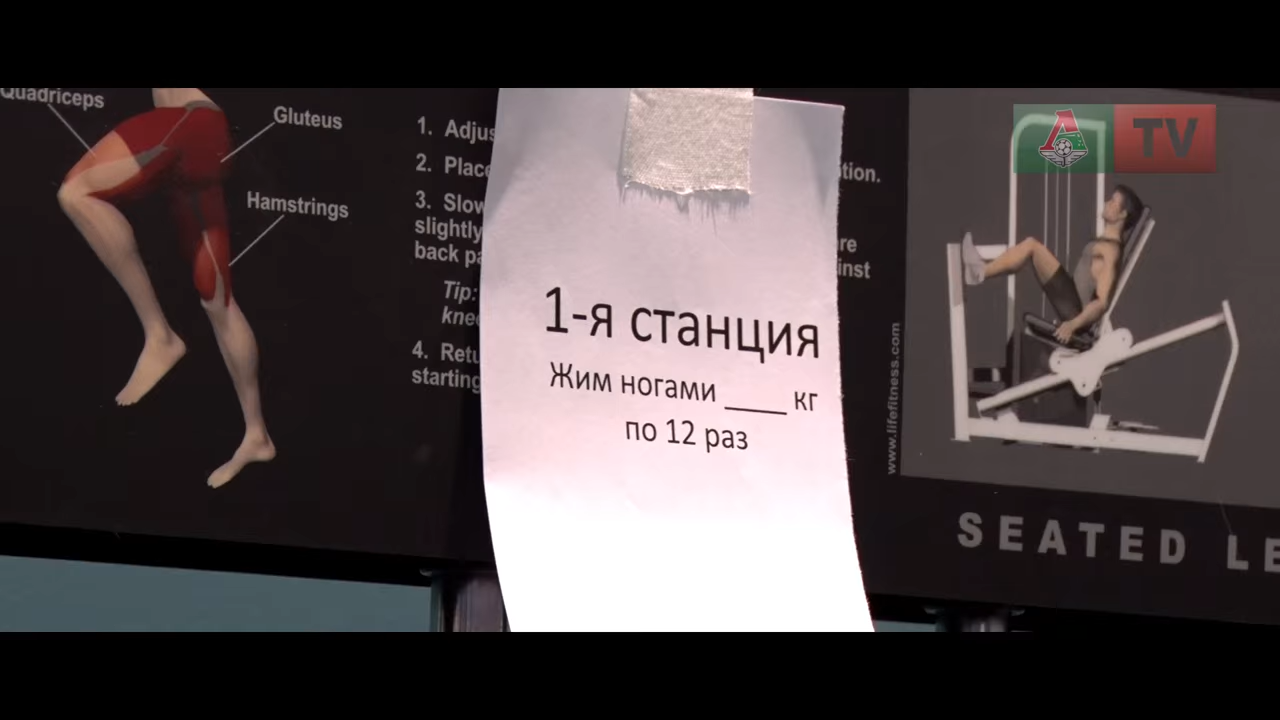 Quadriceps
Gluteus
Hamstrings
1. Adjus
2. Place
3. Slow
slightly
back pa
Tip:
knee
4. Retu
starting
tion.
re
inst
1-я станция
Жим ногами ____ кг
по 12 раз
www.lifefitness.com
SEATED LE
TV